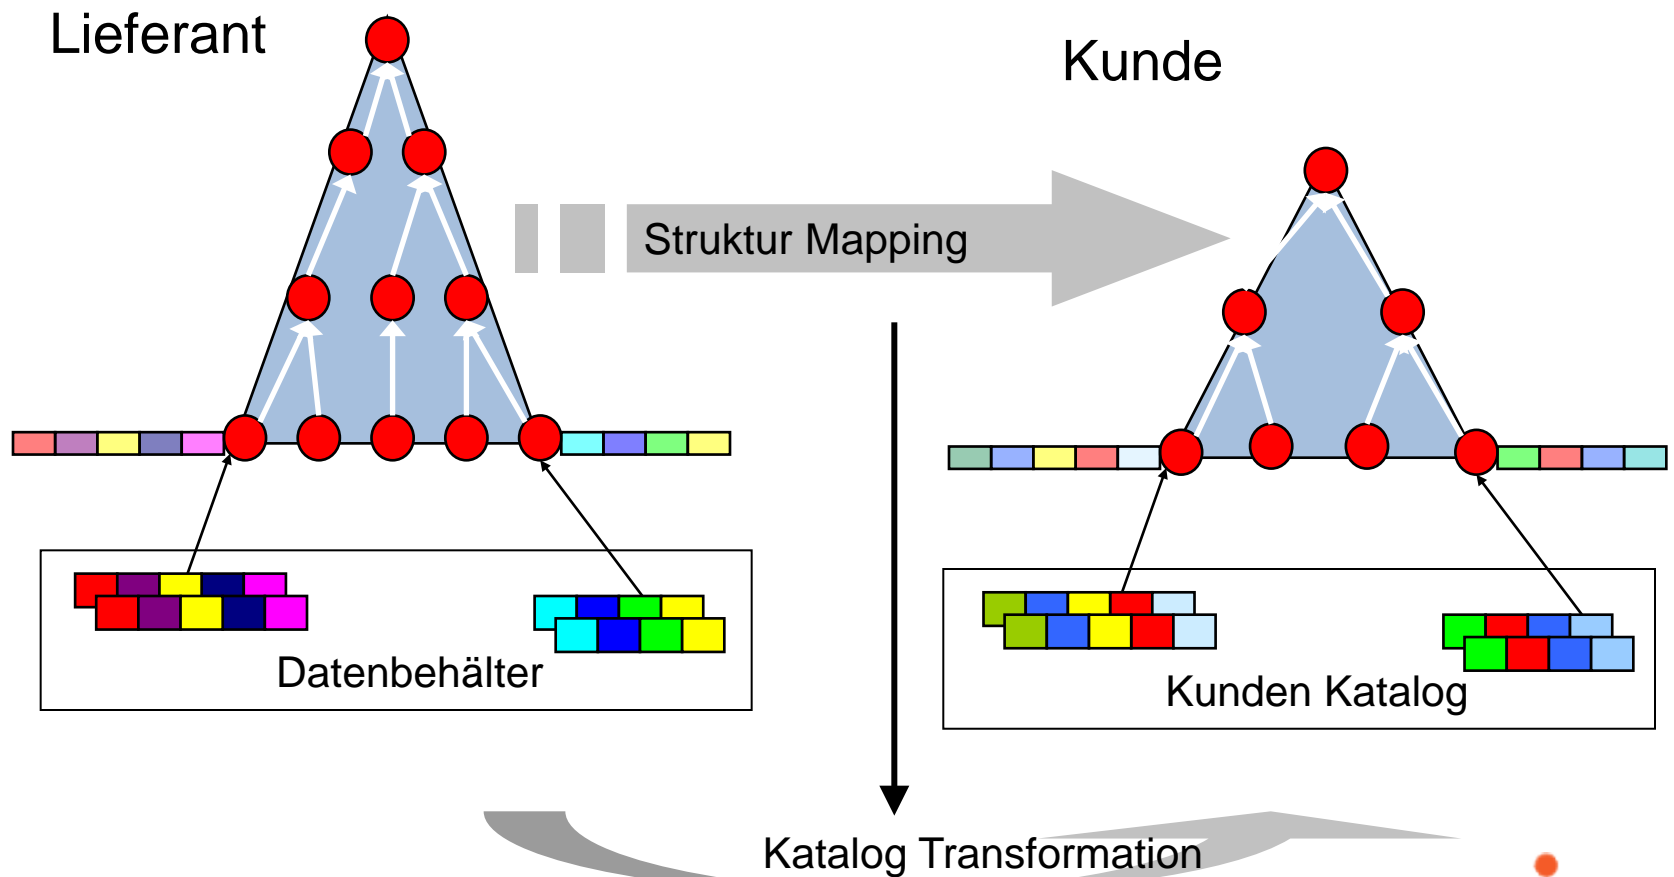 Lieferant
Kunde
Struktur Mapping
Datenbehälter
Kunden Katalog
Katalog Transformation